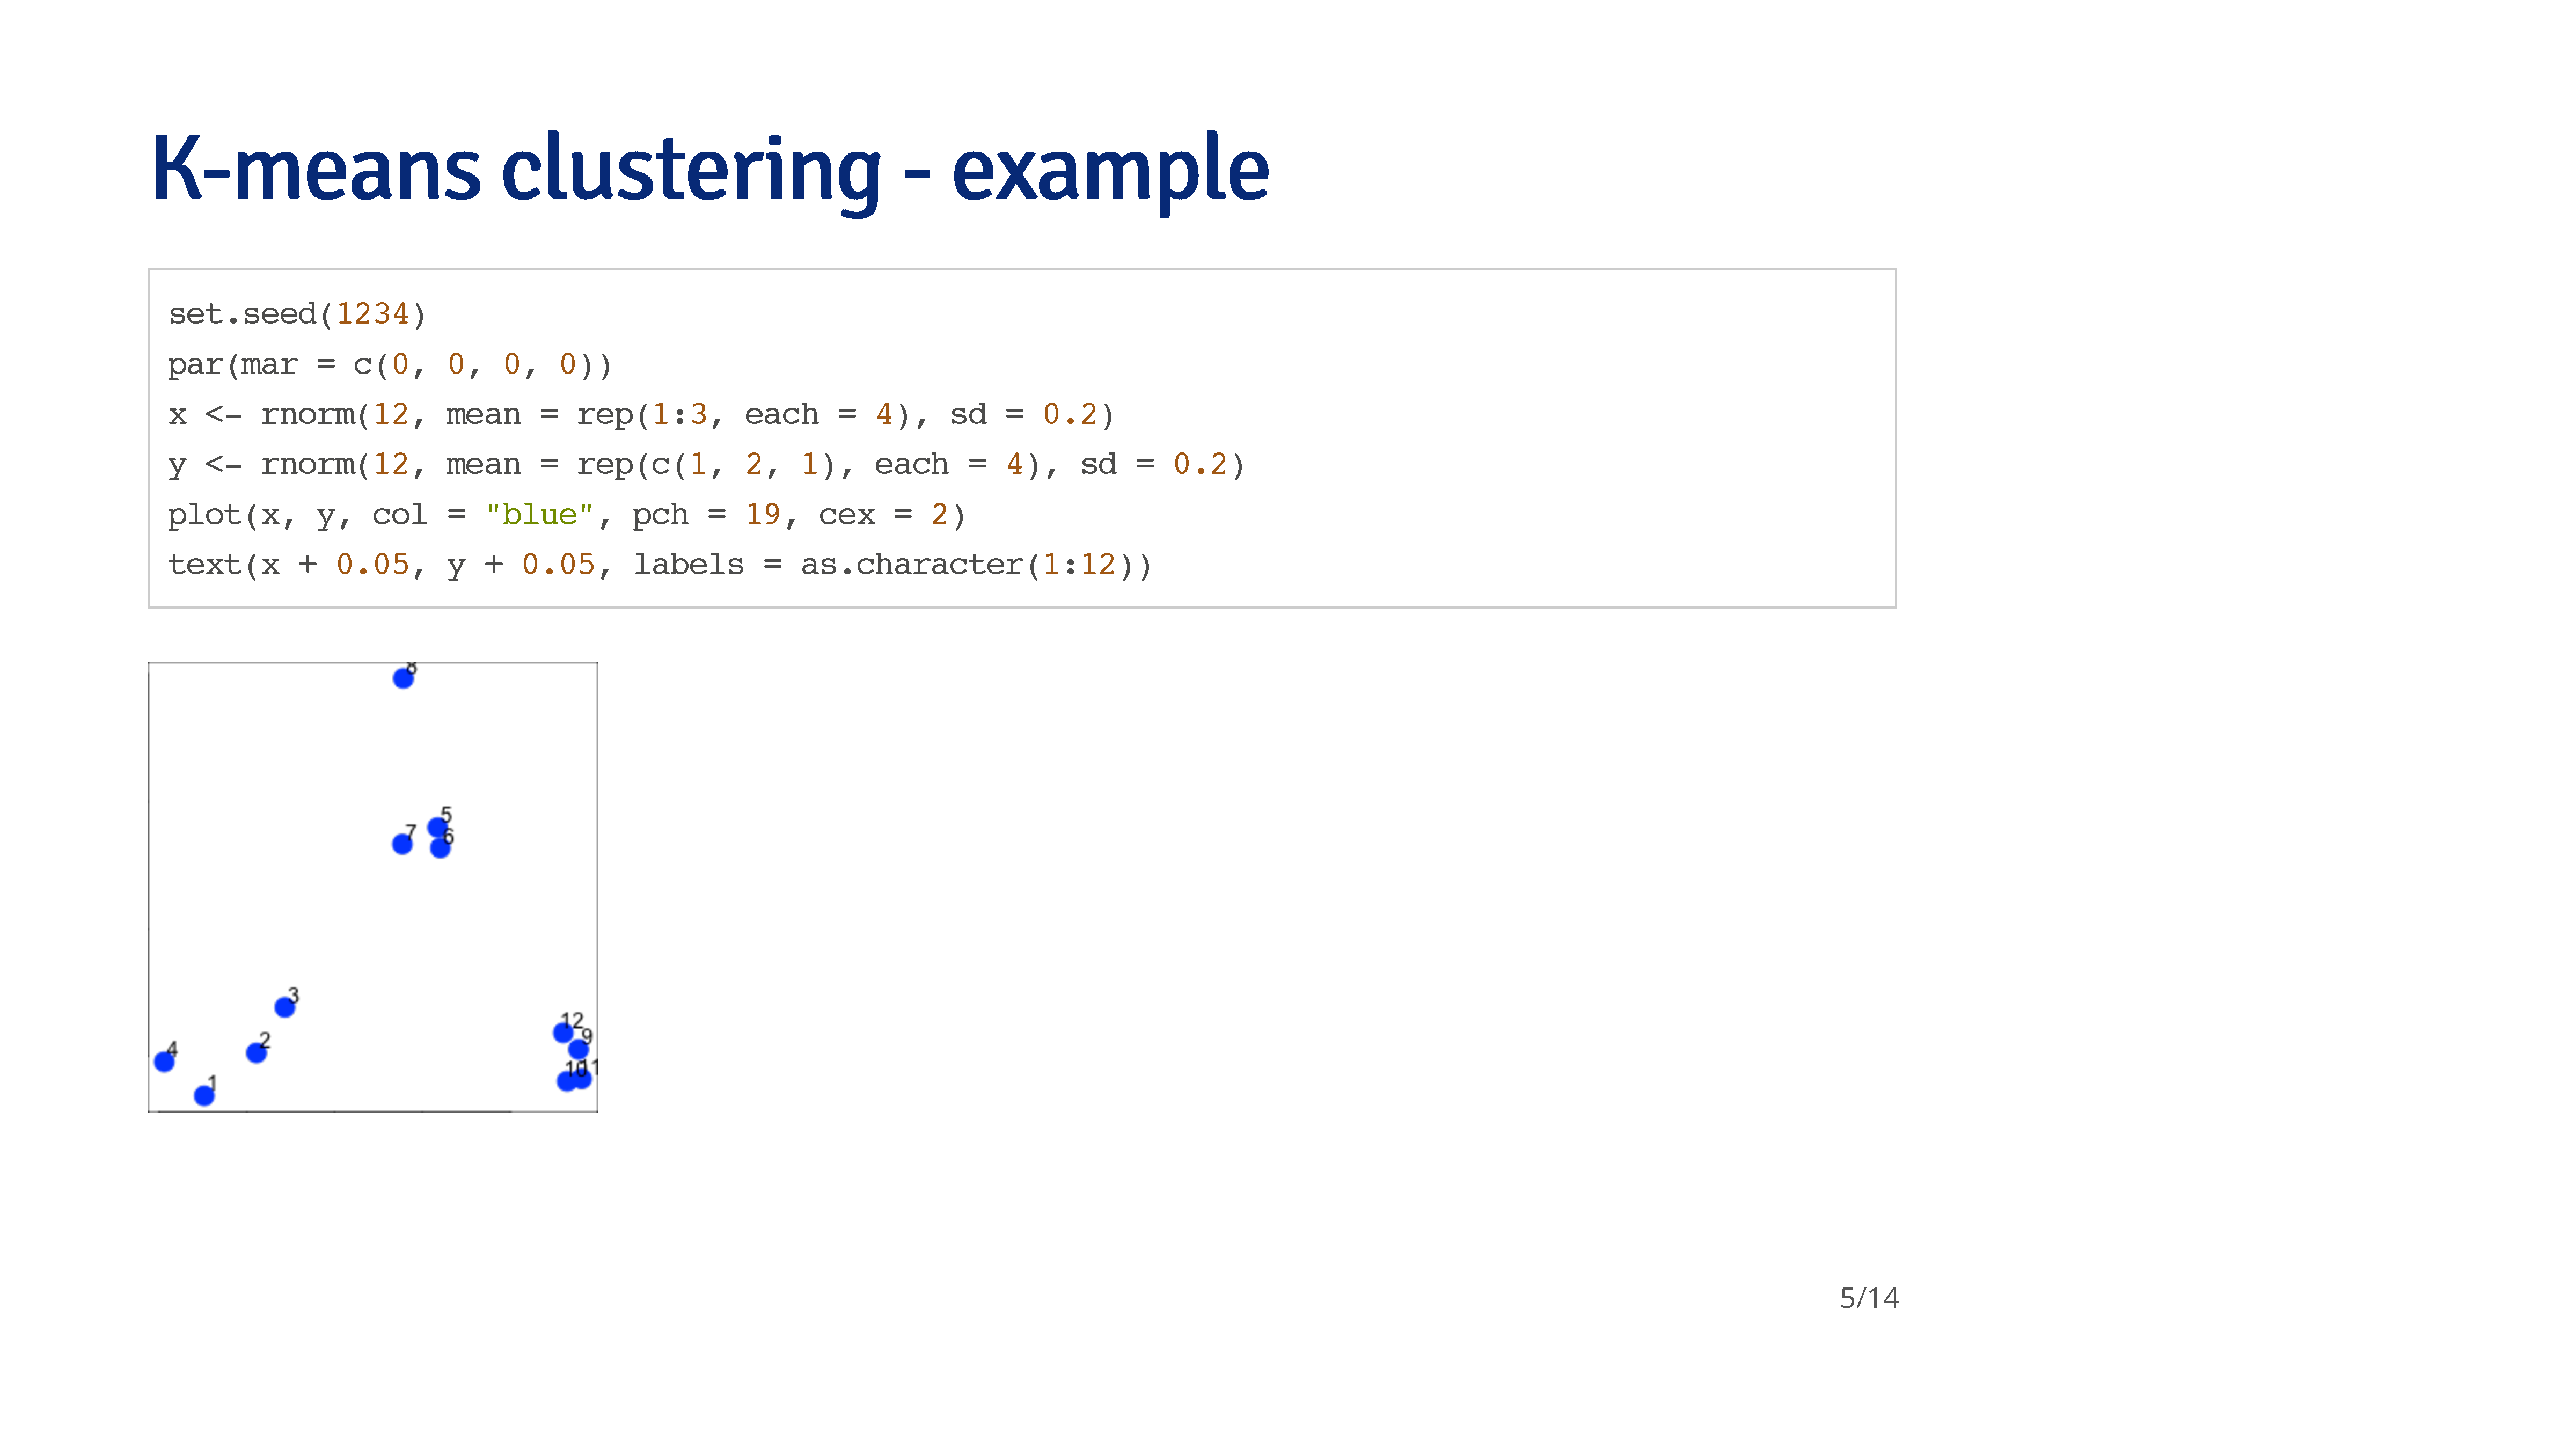 K-means clustering - example
set.seed(1234)
par(mar = c(0, 0, 0, 0))
x <- rnorm(12, mean = rep(1:3, each = 4), sd = 0.2)
y <- rnorm(12, mean = rep(c(1, 2, 1), each = 4), sd = 0.2)
plot(x, y, col = "blue", pch = 19, cex = 2)
text(x + 0.05, y + 0.05, labels = as.character(1:12))
8
5
7
6
3
12
2
9
4
10
11
1
5/14